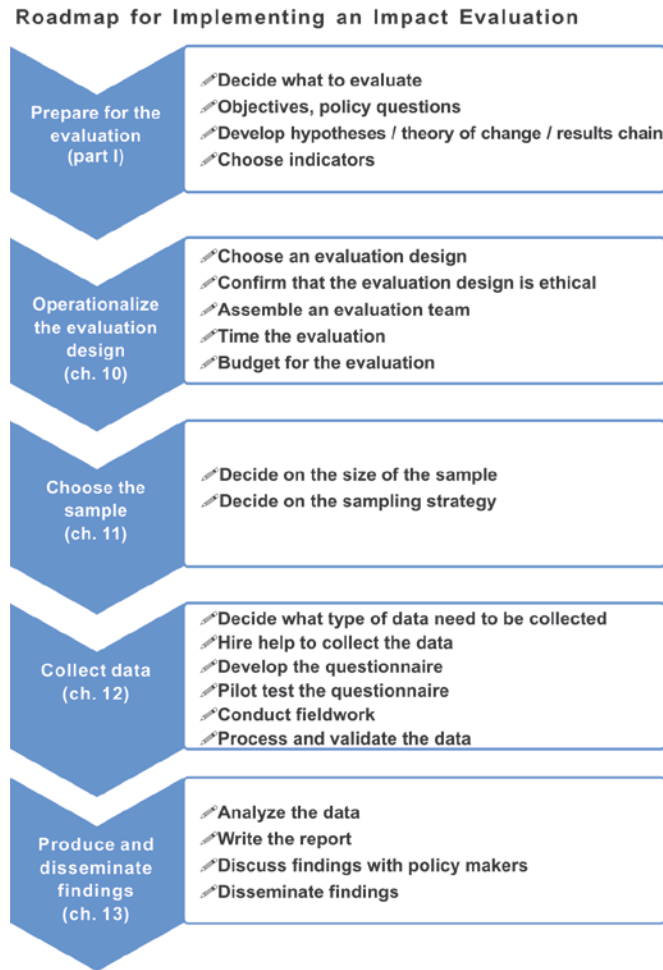 Roadmap for Implementing an Impact Evaluation
Prepare for the
evaluation
(part I)
Decide what to evaluate
Objectives, policy questions
Develop hypotheses / theory of change / results chain
Choose indicators
Operationalize
the evaluation
design
(ch. 10)
Choose an evaluation design
Confirm that the evaluation design is ethical
Assemble an evaluation team
Time the evaluation
Budget for the evaluation
Choose the
sample
(ch. 11)
Decide on the size of the sample
Decide on the sampling strategy
Collect data
(ch. 12)
Decide what type of data need to be collected
Hire help to collect the data
Develop the questionnaire
Pilot test the questionnaire
Conduct fieldwork
Process and validate the data
Produce and
disseminate
findings
(ch. 13)
Analyze the data
Write the report
Discuss findings with policy makers
Disseminate findings